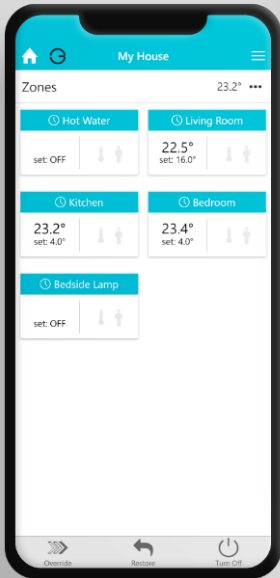 My House
Zones 23.2°
Hot Water
set: OFF
Living Room
22.5°
set: 16.0°
Kitchen
23.2°
set: 4.0°
Bedroom
23.4°
set: 4.0°
Bedside Lamp
set: OFF
Override Restore Turn Off